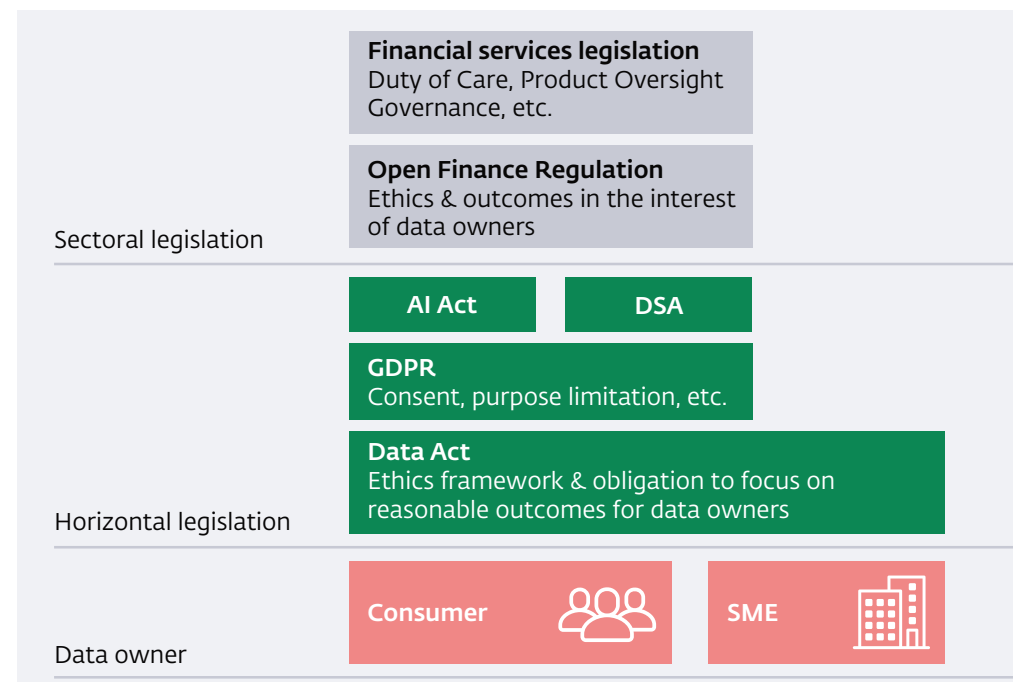 Financial services legislation
Duty of Care, Product Oversight
Governance, etc.
Open Finance Regulation
Ethics & outcomes in the interest
of data owners
Sectoral legislation
AI Act
DSA
GDPR
Consent, purpose limitation, etc.
Data Act
Ethics framework & obligation to focus on
reasonable outcomes for data owners
Horizontal legislation
Consumer
SME
Data owner